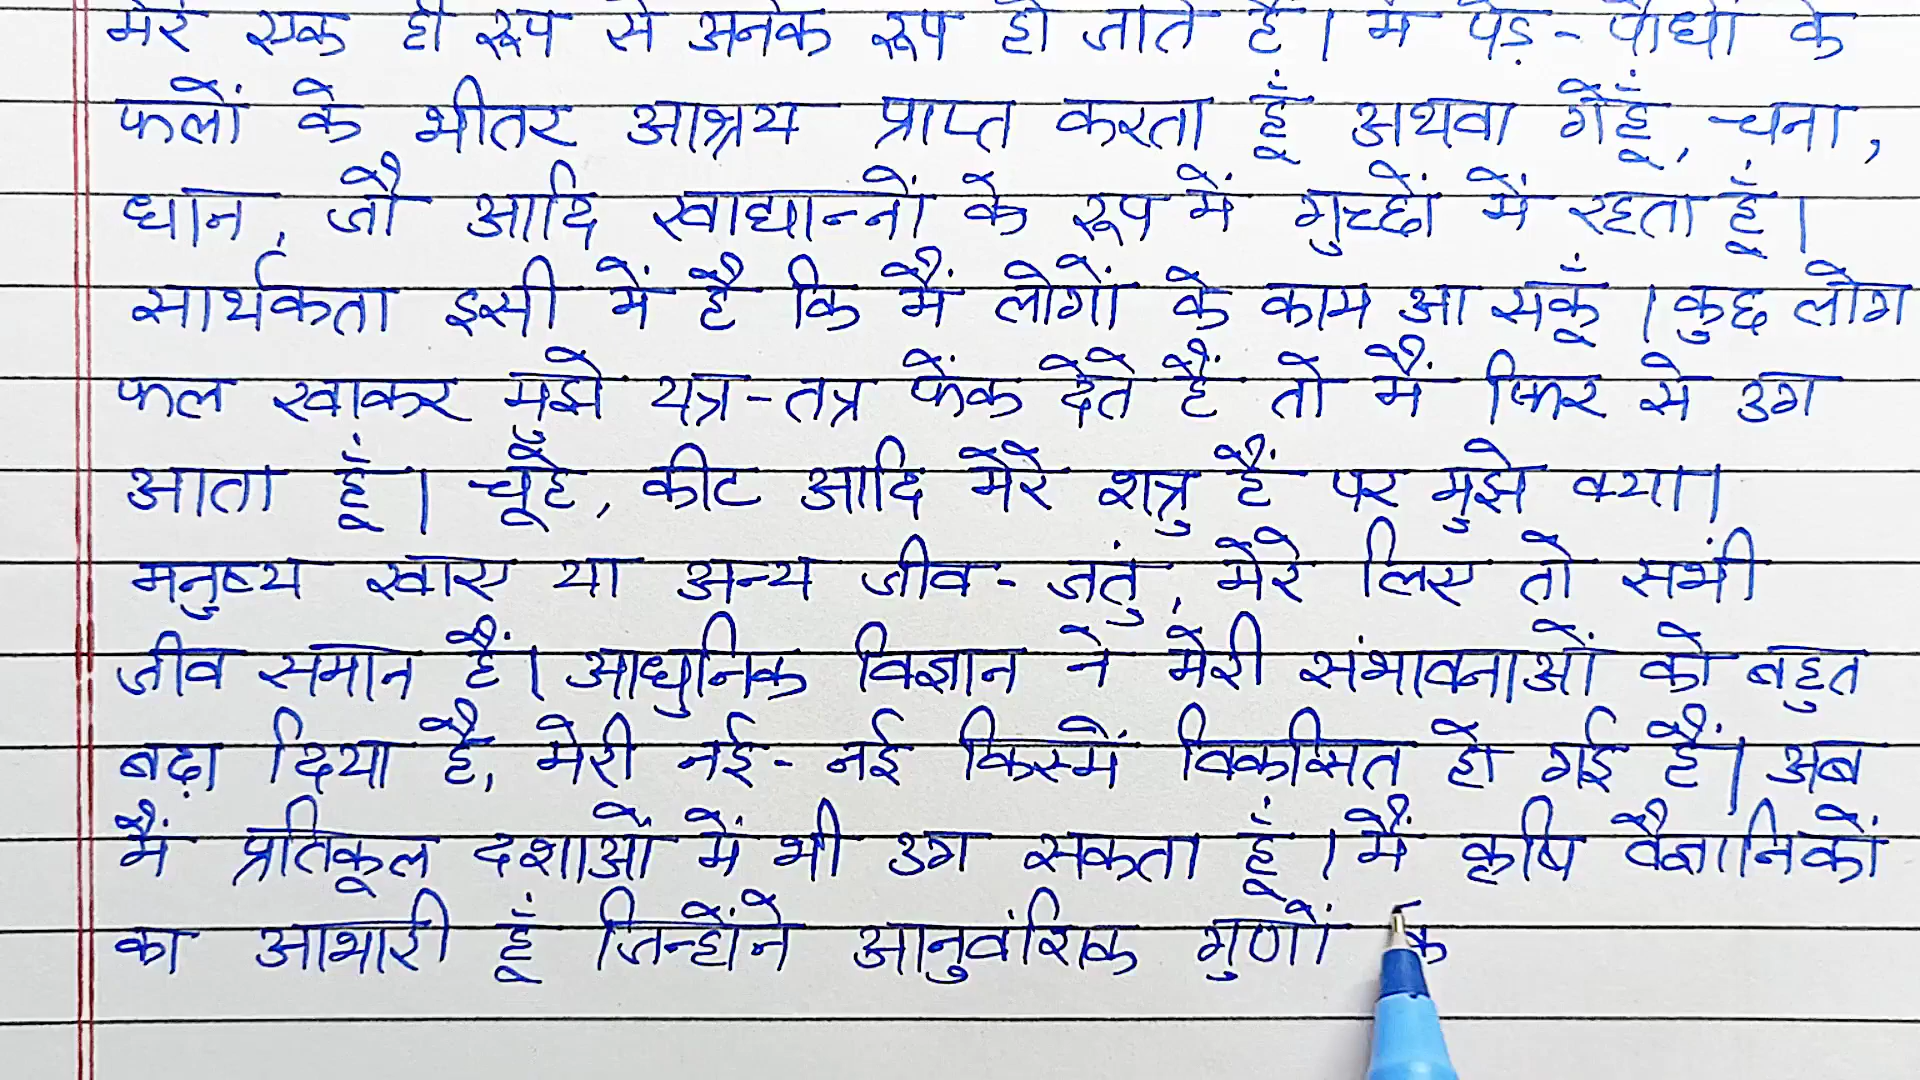 मेरे एक ही रूप से अनेक रूप हो जाते हैं। मैं पेड़-पौधों के
फलों के भीतर आश्रय प्राप्त करता हूँ अथवा गेहूँ, चना,
धान, जौ आदि खाद्यान्नों के रूप में गुच्छों में रहता हूँ।
सार्थकता इसी में है कि मैं लोगों के काम आ सकूँ । कुछ लोग
फल खाकर मुझे यत्र-तत्र फेंक देते हैं तो मैं फिर से उग
आता हूँ। चूहे, कीट आदि मेरे शत्रु हैं पर मुझे क्या।
मनुष्य खाए या अन्य जीव-जंतु, मेरे लिए तो सभी
जीव समान हैं। आधुनिक विज्ञान ने मेरी संभावनाओं को बहुत
बढ़ा दिया है, मेरी नई-नई किस्में विकसित हो गई हैं। अब
मैं प्रतिकूल दशाओं में भी उग सकता हूँ । मैं कृषि वैज्ञानिकों
का आभारी हूँ जिन्होंने आनुवंशिक गुणों क